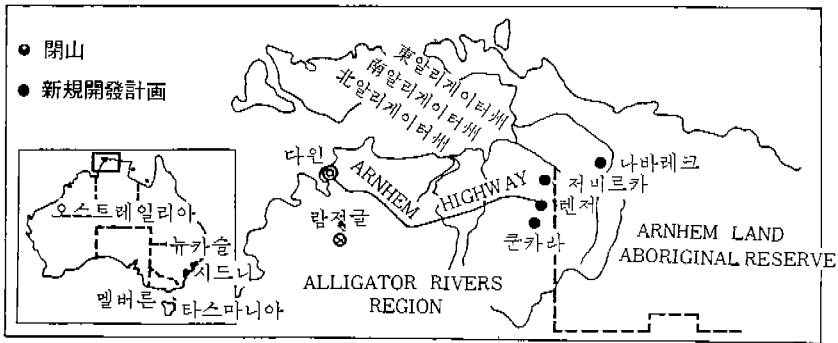 閉山
新規開發計画
東알리게이터州
南알리게이터州
北알리게이터州
다윈
ARNHEM HIGHWAY
나바레크
저비르카
렌저
쿤카라
람정글
ARNHEM LAND
ABORIGINAL RESERVE
ALLIGATOR RIVERS
REGION
오스트레일리아
뉴카슬
시드니
멜버른
타스마니아